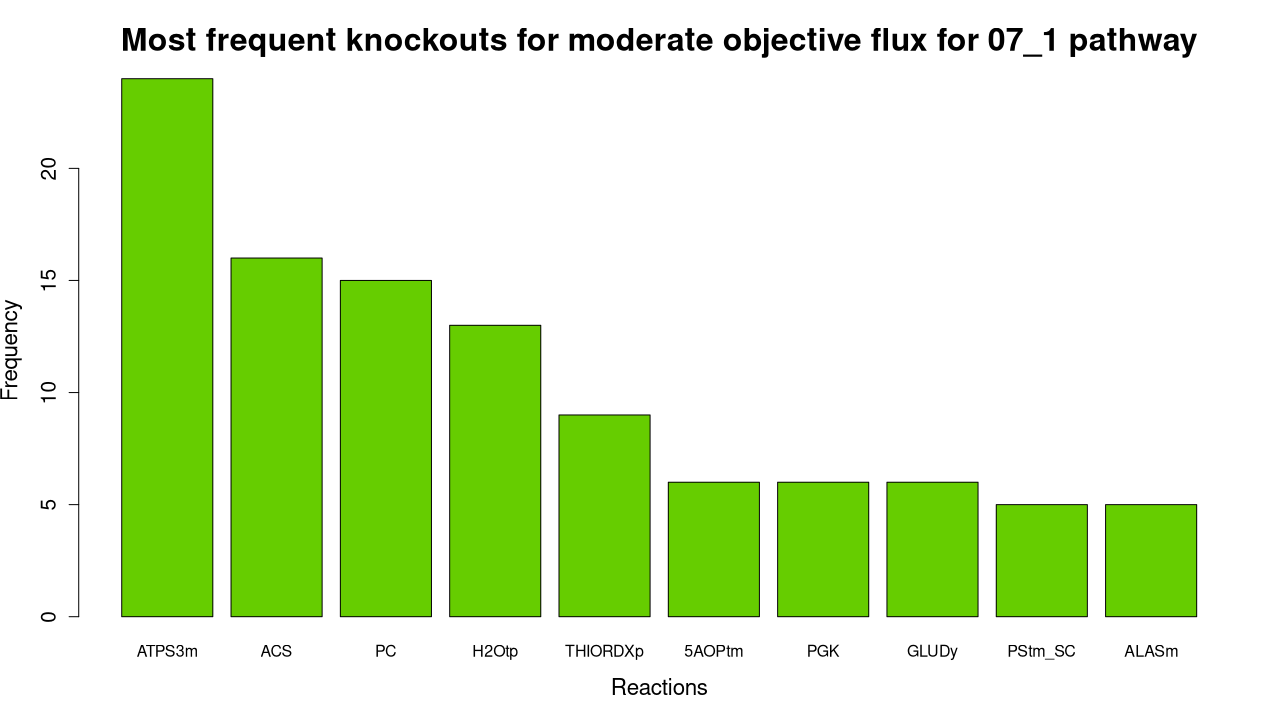 Most frequent knockouts for moderate objective flux for 07_1 pathway
Frequency
20
15
10
5
0
ATPS3m ACS PC H2Otp THIORDXp 5AOPtm PGK GLUDy PStm_SC ALASm
Reactions